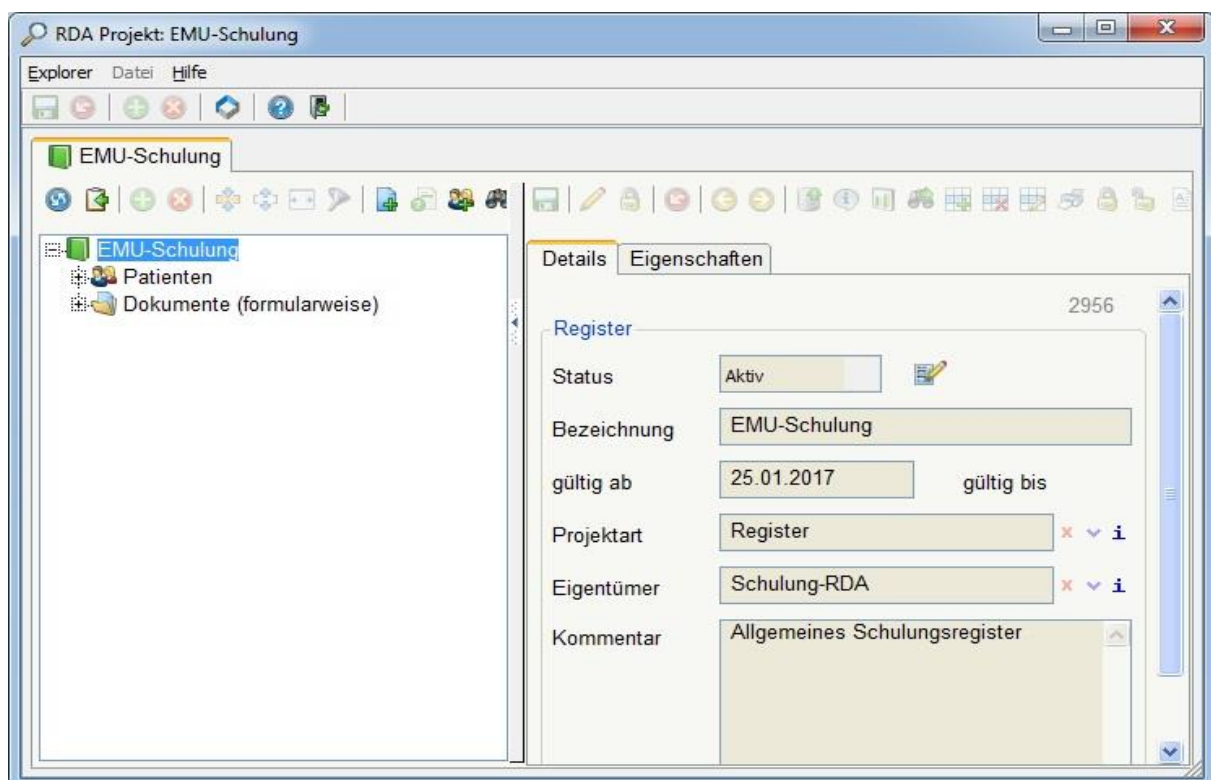 RDA Projekt: EMU-Schulung
Explorer Datei Hilfe
EMU-Schulung
EMU-Schulung
Patienten
Dokumente (formularweise)
Details Eigenschaften
2956
Register
Status Aktiv
Bezeichnung EMU-Schulung
gültig ab 25.01.2017 gültig bis
Projektart Register
Eigentümer Schulung-RDA
Kommentar Allgemeines Schulungsregister